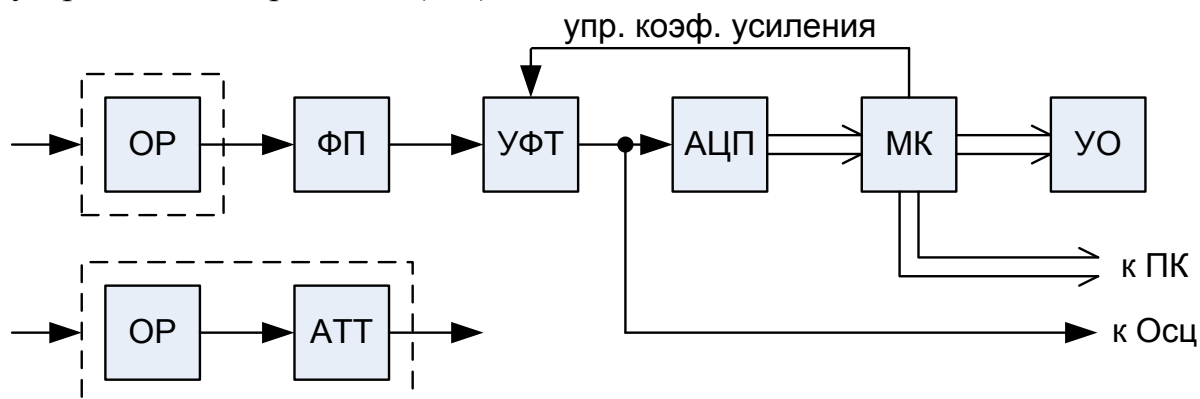 упр. коэф. усиления
ОР ФП УФТ АЦП МК УО
к ПК
ОР АТТ
к Осц